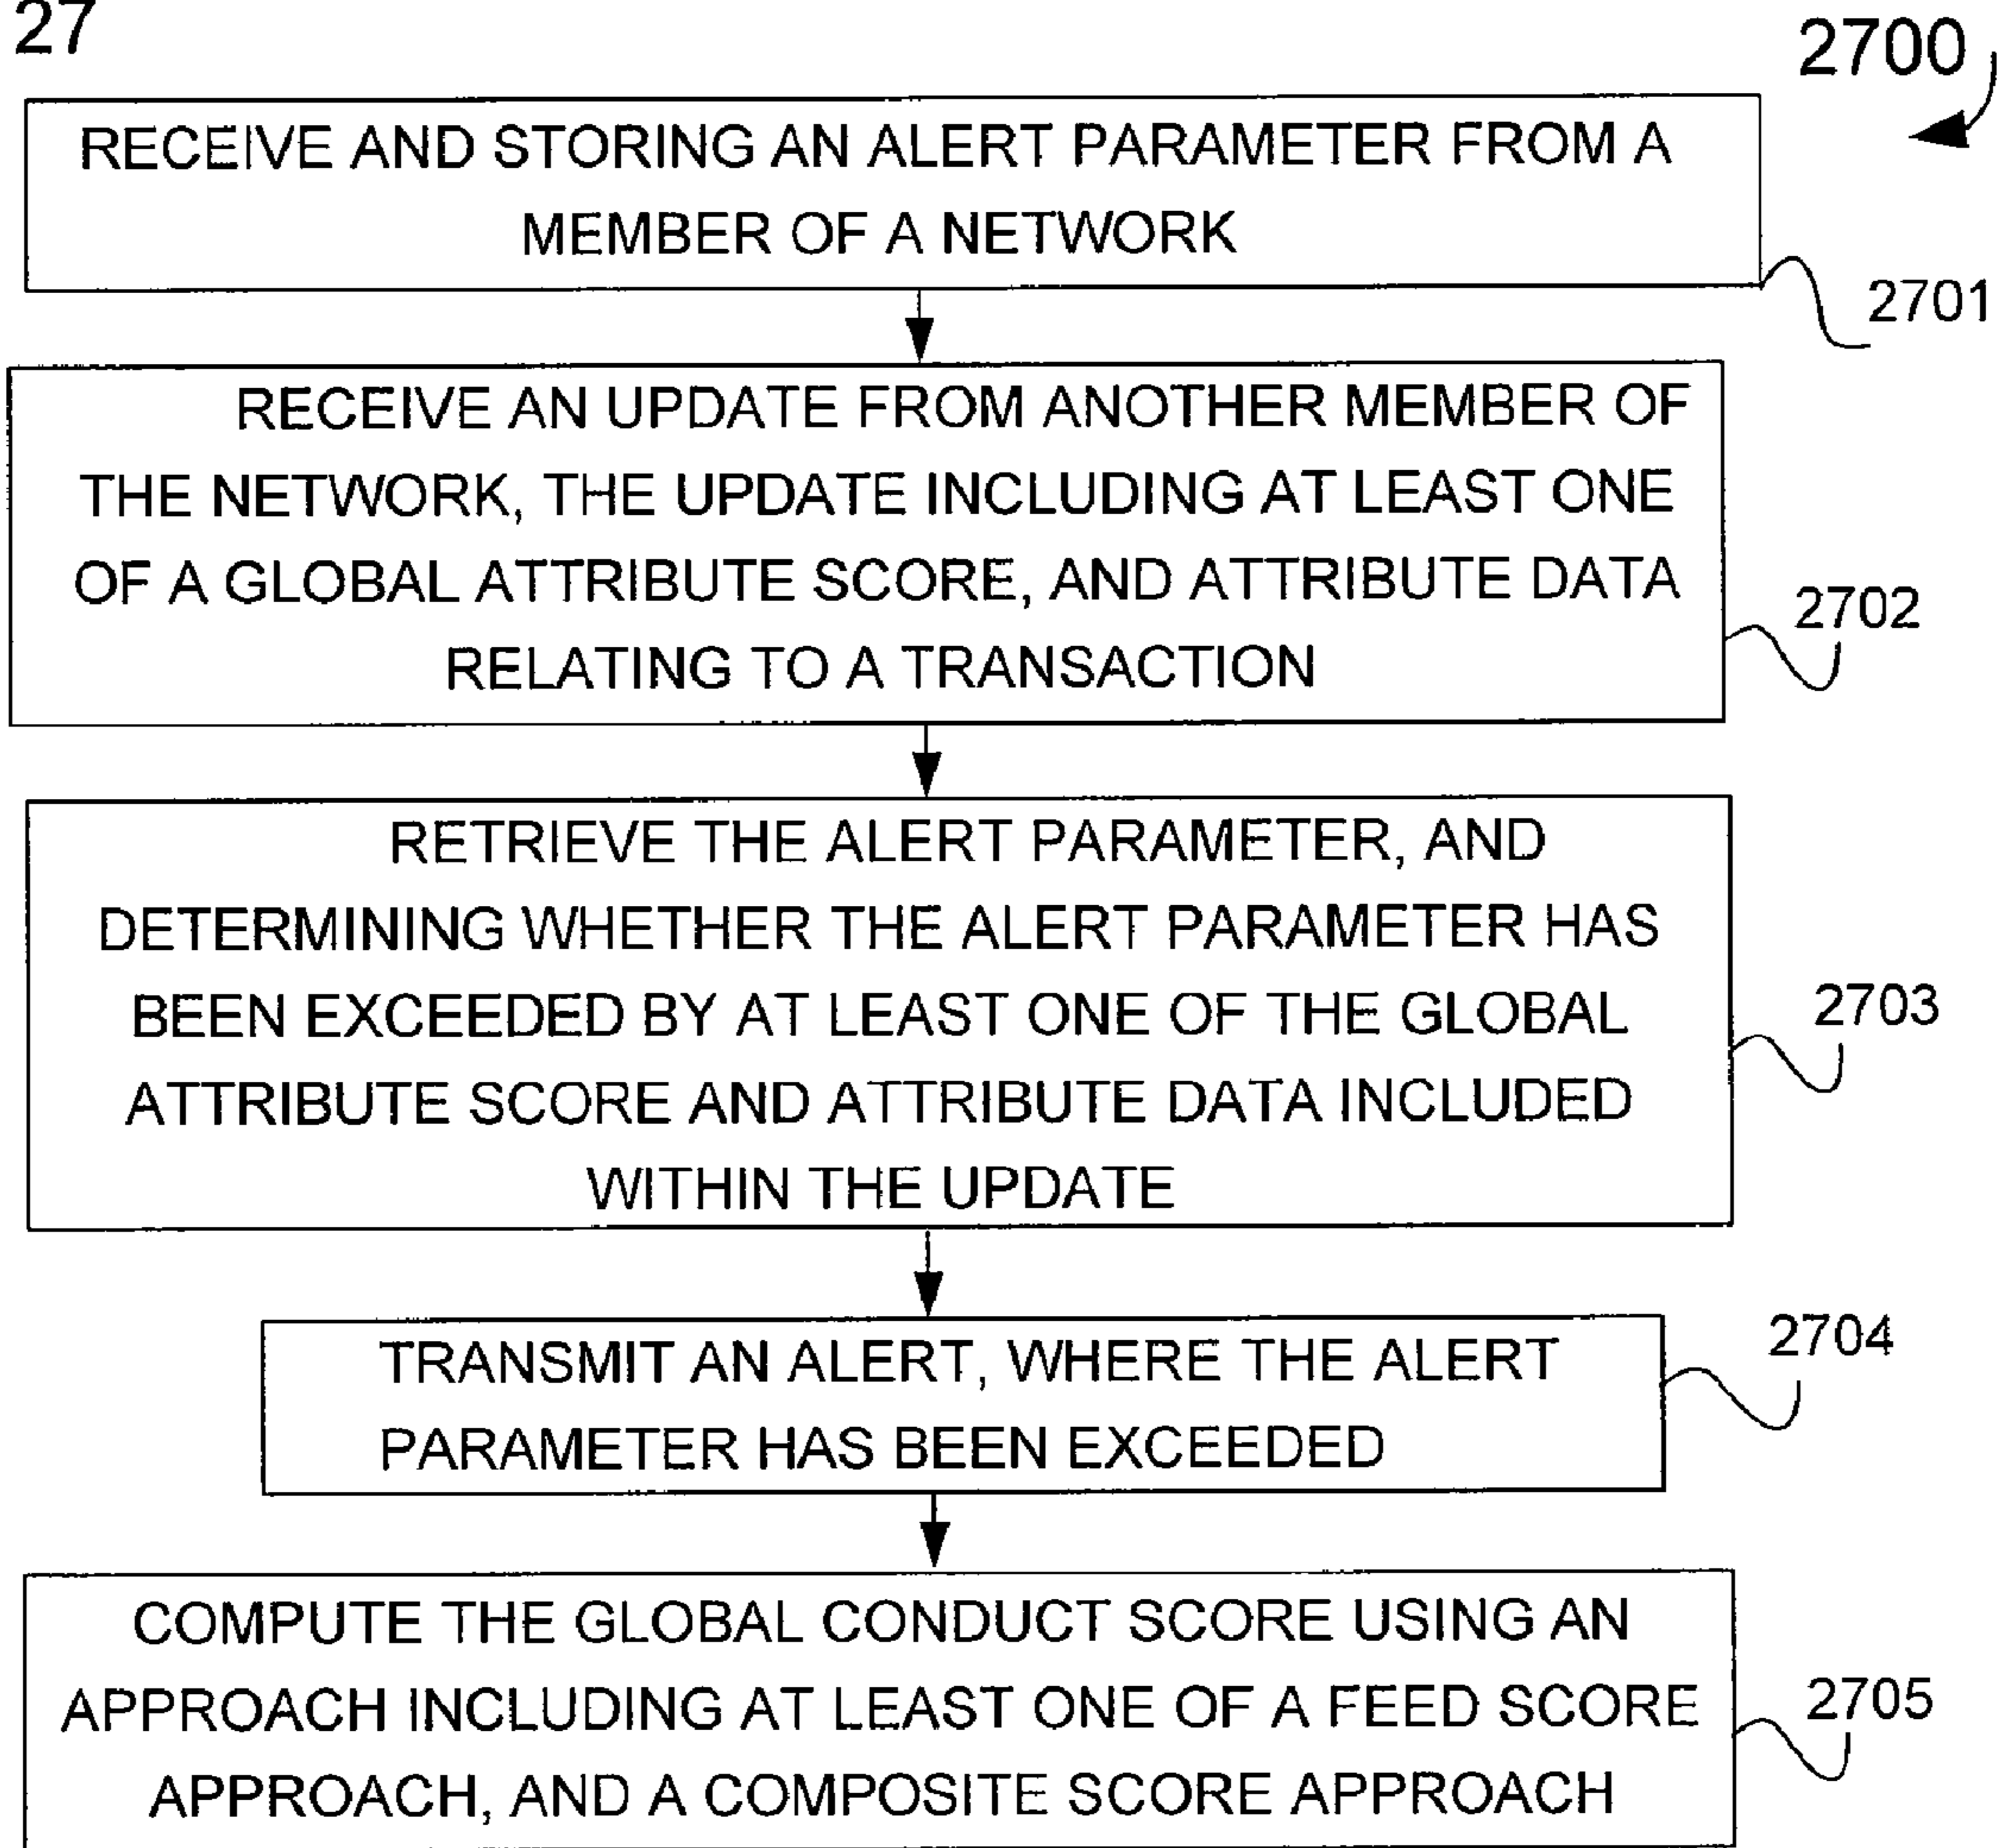 27
2700
RECEIVE AND STORING AN ALERT PARAMETER FROM A
MEMBER OF A NETWORK
2701
RECEIVE AN UPDATE FROM ANOTHER MEMBER OF
THE NETWORK, THE UPDATE INCLUDING AT LEAST ONE
OF A GLOBAL ATTRIBUTE SCORE, AND ATTRIBUTE DATA
RELATING TO A TRANSACTION
2702
RETRIEVE THE ALERT PARAMETER, AND
DETERMINING WHETHER THE ALERT PARAMETER HAS
BEEN EXCEEDED BY AT LEAST ONE OF THE GLOBAL
ATTRIBUTE SCORE AND ATTRIBUTE DATA INCLUDED
WITHIN THE UPDATE
2703
TRANSMIT AN ALERT, WHERE THE ALERT
PARAMETER HAS BEEN EXCEEDED
2704
COMPUTE THE GLOBAL CONDUCT SCORE USING AN
APPROACH INCLUDING AT LEAST ONE OF A FEED SCORE
APPROACH, AND A COMPOSITE SCORE APPROACH
2705